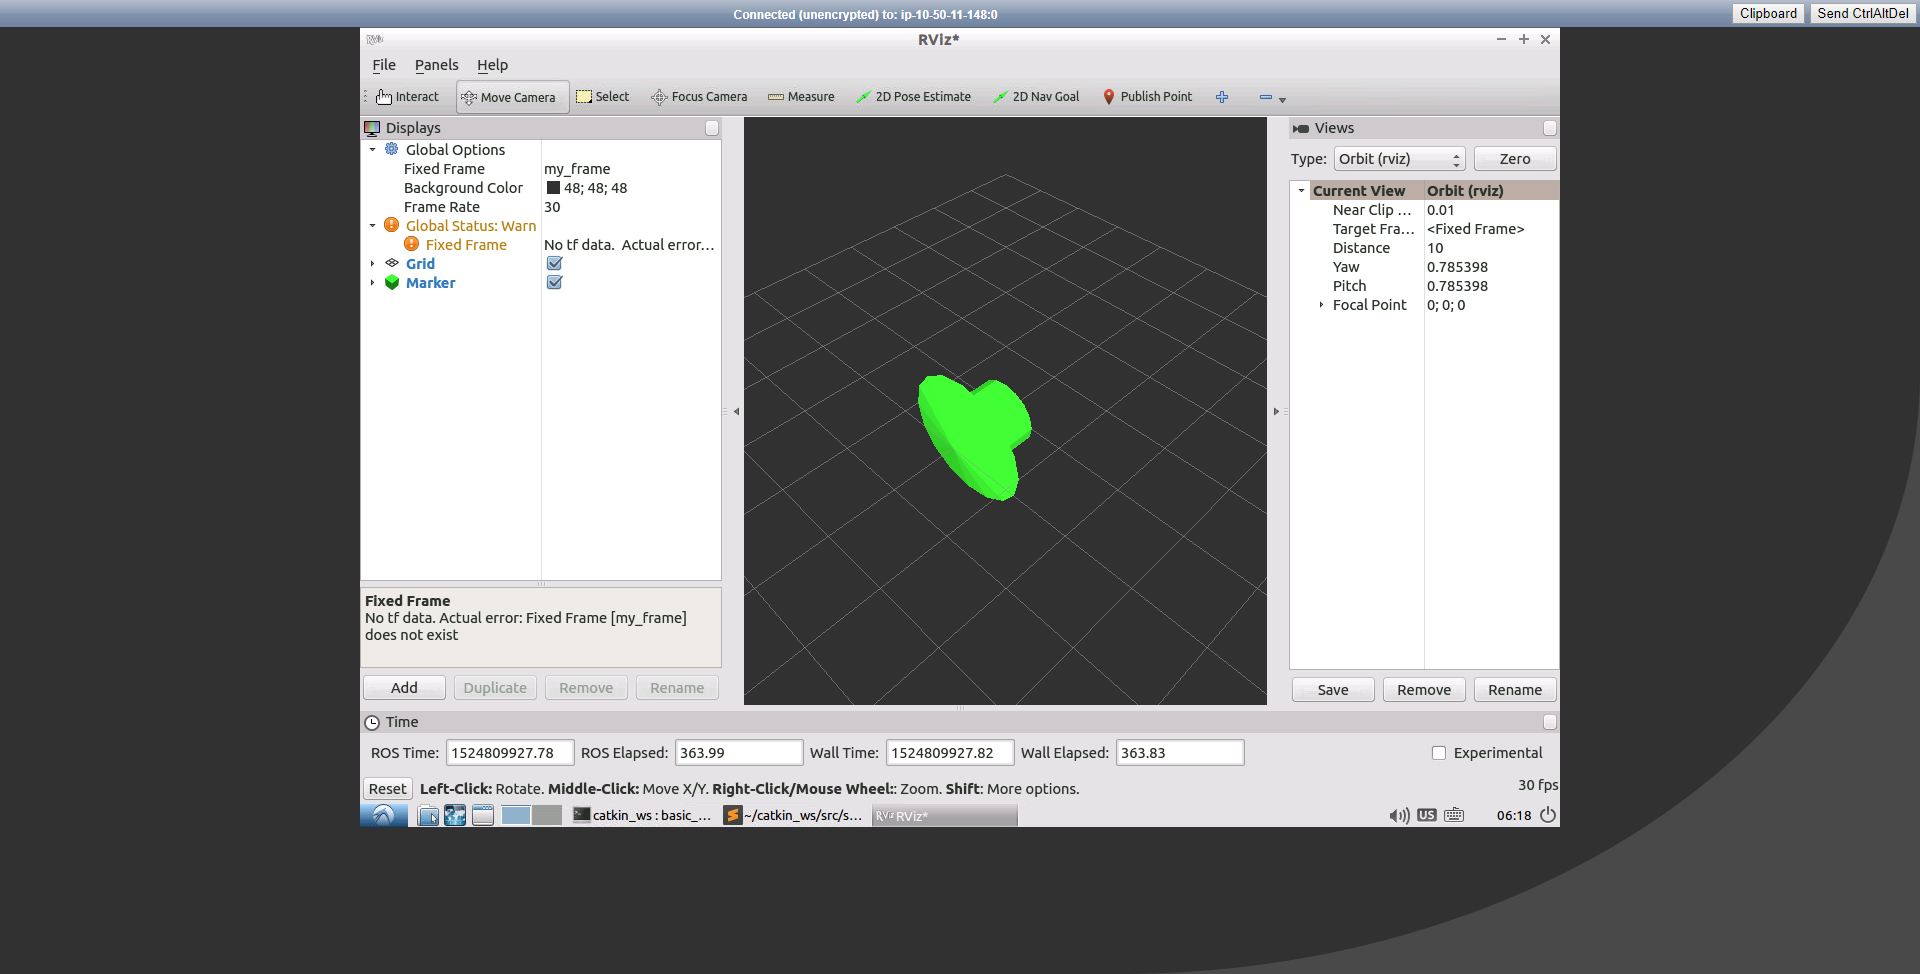 Connected (unencrypted) to: ip-10-50-11-148:0
Clipboard
Send CtrlAltDel
RViz
RViz*
File Panels Help
Interact Move Camera Select Focus Camera Measure 2D Pose Estimate 2D Nav Goal Publish Point
Displays
Global Options
Fixed Frame my_frame
Background Color 48; 48; 48
Frame Rate 30
Global Status: Warn
Fixed Frame No tf data. Actual error...
Grid
Marker
Fixed Frame
No tf data. Actual error: Fixed Frame [my_frame]
does not exist
Add Duplicate Remove Rename
Views
Type: Orbit (rviz) Zero
Current View Orbit (rviz)
Near Clip ... 0.01
Target Fra... <Fixed Frame>
Distance 10
Yaw 0.785398
Pitch 0.785398
Focal Point 0; 0; 0
Save Remove Rename
Time
ROS Time: 1524809927.78 ROS Elapsed: 363.99 Wall Time: 1524809927.82 Wall Elapsed: 363.83 Experimental
Reset Left-Click: Rotate. Middle-Click: Move X/Y. Right-Click/Mouse Wheel:: Zoom. Shift: More options. 30 fps
catkin_ws : basic_... ~/catkin_ws/src/s... RViz RViz* US 06:18